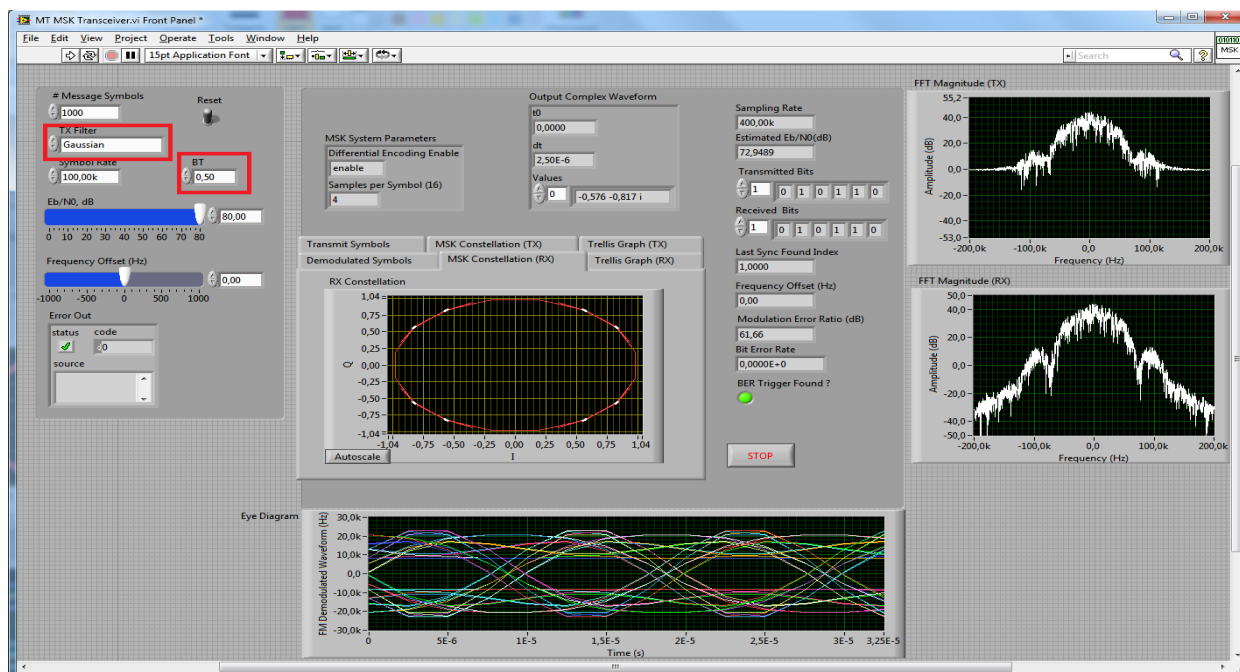 MT MSK Transceiver.vi Front Panel *
File Edit View Project Operate Tools Window Help
15pt Application Font
Search
010110
MSK
# Message Symbols
1000
Reset
TX Filter
Gaussian
Symbol Rate
100,00k
BT
0,50
Eb/N0, dB
80,00
0 10 20 30 40 50 60 70 80
Frequency Offset (Hz)
0,00
-1000 -500 0 500 1000
Error Out
status code
0
source
MSK System Parameters
Differential Encoding Enable
enable
Samples per Symbol (16)
4
Output Complex Waveform
t0
0,0000
dt
2,50E-6
Values
0
-0,576 -0,817 i
Sampling Rate
400,00k
Estimated Eb/N0(dB)
72,9489
Transmitted Bits
1 0 1 0 1 1 0
Received Bits
1 0 1 0 1 1 0
Last Sync Found Index
1,0000
Frequency Offset (Hz)
0,00
Modulation Error Ratio (dB)
61,66
Bit Error Rate
0,0000E+0
BER Trigger Found ?
STOP
Transmit Symbols MSK Constellation (TX) Trellis Graph (TX)
Demodulated Symbols MSK Constellation (RX) Trellis Graph (RX)
RX Constellation
Q
1,04
0,75
0,50
0,25
0,00
-0,25
-0,50
-0,75
-1,04
-1,04 -0,75 -0,50 -0,25 0,00 0,25 0,50 0,75 1,04
I
Autoscale
FFT Magnitude (TX)
Amplitude (dB)
55,2
40,0
20,0
0,0
-20,0
-40,0
-53,0
-200,0k -100,0k 0,0 100,0k 200,0k
Frequency (Hz)
FFT Magnitude (RX)
Amplitude (dB)
50,0
40,0
20,0
0,0
-20,0
-40,0
-50,0
-200,0k -100,0k 0,0 100,0k 200,0k
Frequency (Hz)
Eye Diagram
FM Demodulated Waveform (Hz)
30,0k
20,0k
10,0k
0,0
-10,0k
-20,0k
-30,0k
0 5E-6 1E-5 1,5E-5 2E-5 2,5E-5 3E-5 3,25E-5
Time (s)